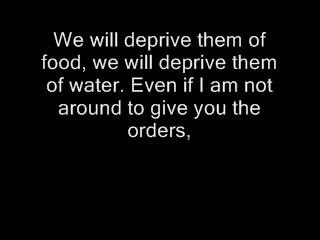 We will deprive them of
food, we will deprive them
of water. Even if I am not
around to give you the
orders,